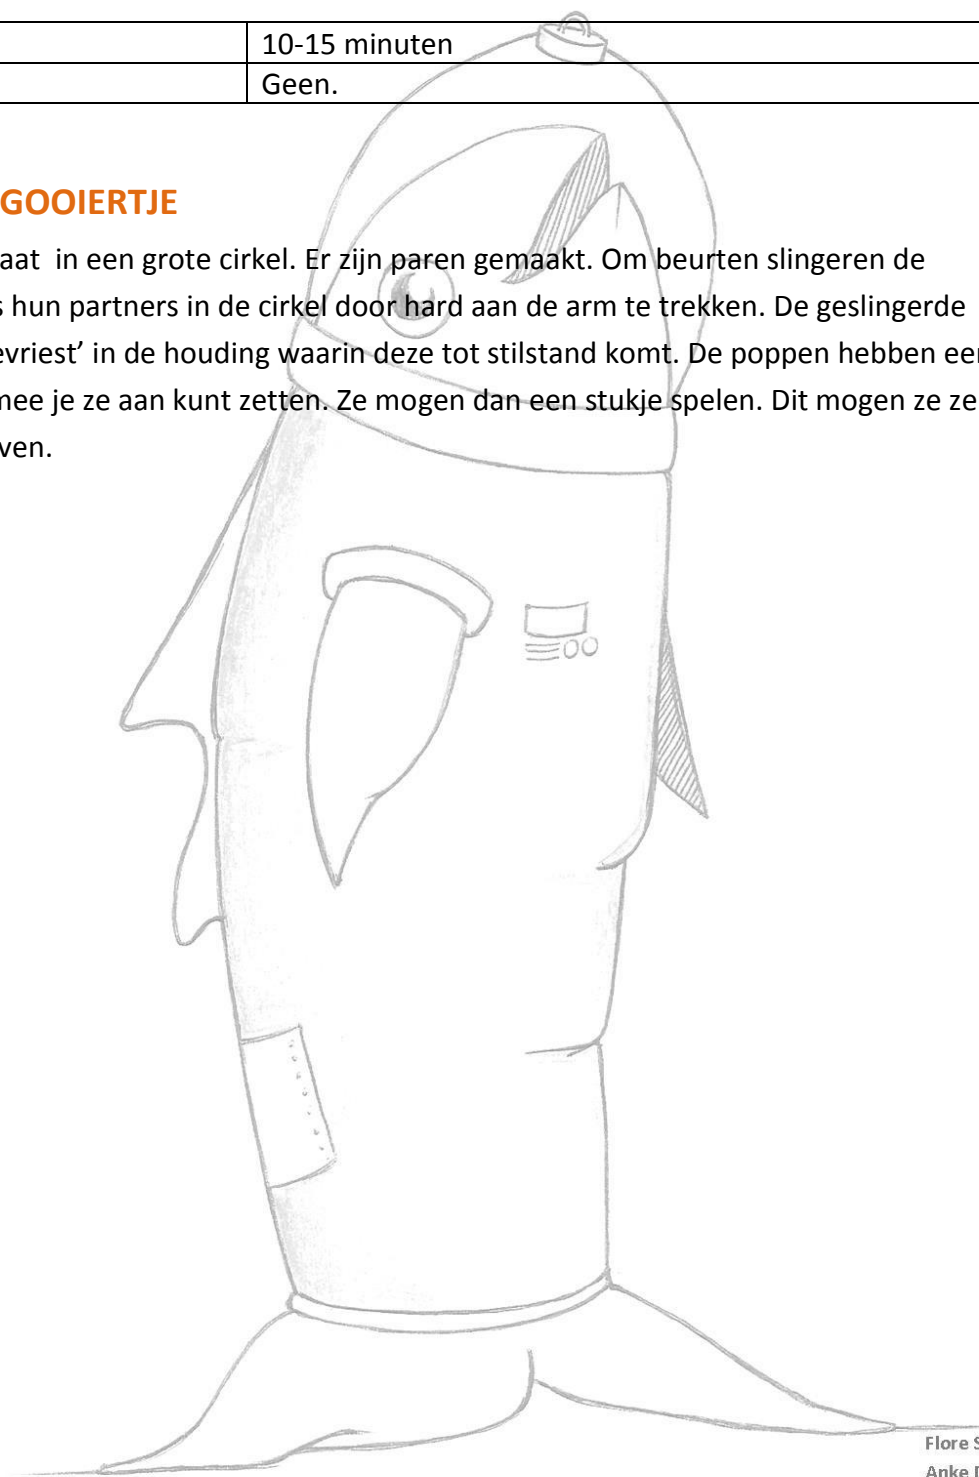 10-15 minuten
Geen.
GOOIERTJE
aat in een grote cirkel. Er zijn paren gemaakt. Om beurten slingeren de
s hun partners in de cirkel door hard aan de arm te trekken. De geslingerde
evriest’ in de houding waarin deze tot stilstand komt. De poppen hebben een
mee je ze aan kunt zetten. Ze mogen dan een stukje spelen. Dit mogen ze ze
ven.
Flore S
Anke